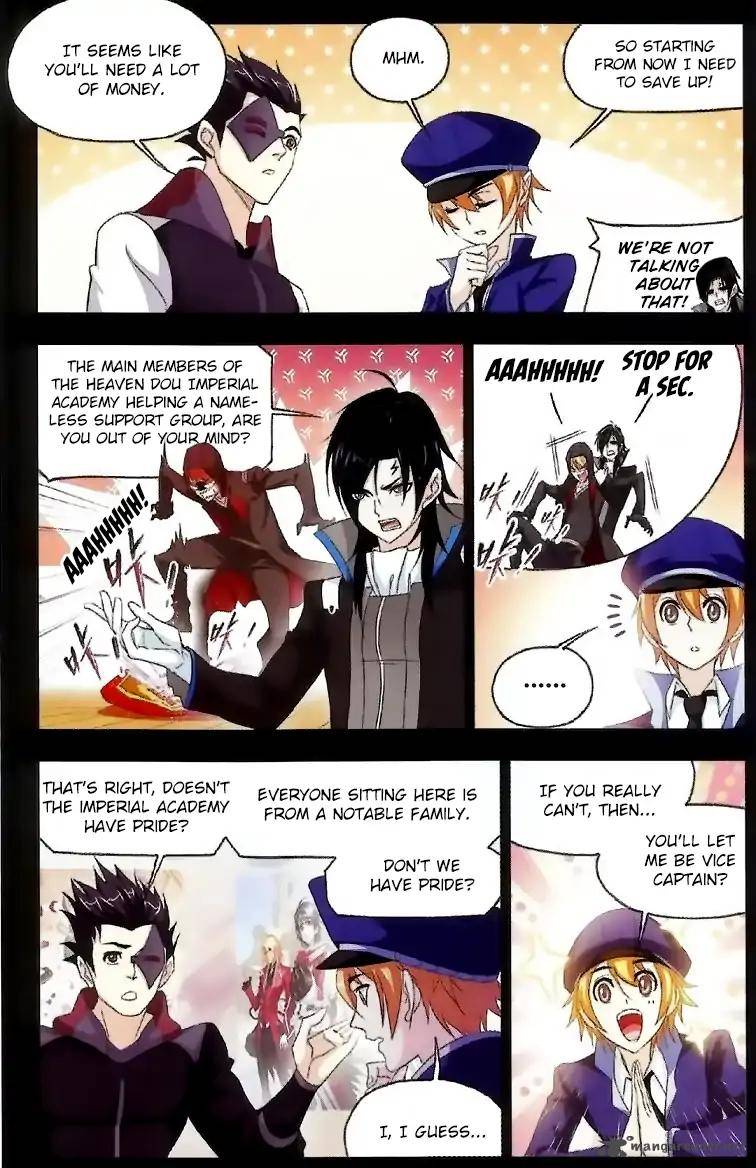 IT SEEMS LIKE
YOU'LL NEED A LOT
OF MONEY.
MHM.
SO STARTING
FROM NOW I NEED
TO SAVE UP!
WE'RE NOT
TALKING
ABOUT
THAT!
THE MAIN MEMBERS OF
THE HEAVEN DOU IMPERIAL
ACADEMY HELPING A NAME-
LESS SUPPORT GROUP, ARE
YOU OUT OF YOUR MIND?
AAAHHHHH!
AAAHHHHH!
STOP FOR
A SEC.
......
THAT'S RIGHT, DOESN'T
THE IMPERIAL ACADEMY
HAVE PRIDE?
EVERYONE SITTING HERE IS
FROM A NOTABLE FAMILY.
DON'T WE
HAVE PRIDE?
I, I GUESS...
IF YOU REALLY
CAN'T, THEN...
YOU'LL LET
ME BE VICE
CAPTAIN?